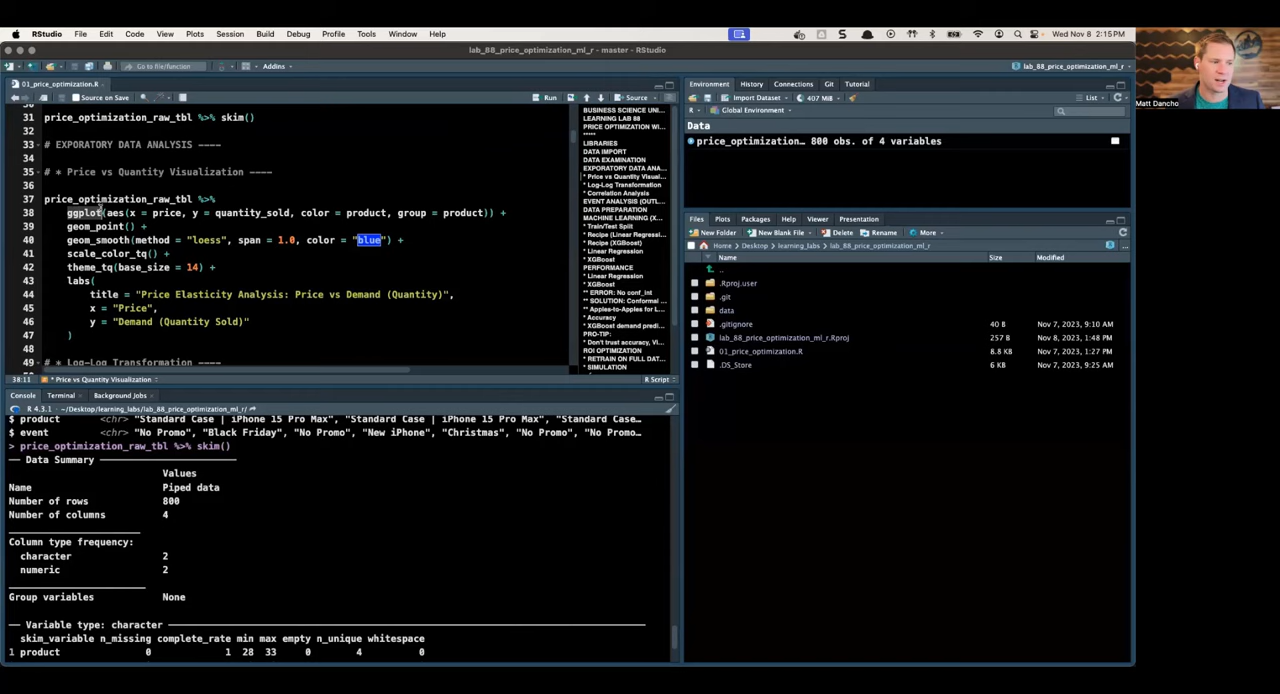 RStudio File Edit Code View Plots Session Build Debug Profile Tools Window Help Wed Nov 8 2:15 PM
lab_88_price_optimization_ml_r - master - RStudio
Go to file/function Addins lab_88_price_optimization_ml_r
01_price_optimization.R
Source on Save Run Source
31 price_optimization_raw_tbl %>% skim()
32
33 # EXPORATORY DATA ANALYSIS ----
34
35 # * Price vs Quantity Visualization ----
36
37 price_optimization_raw_tbl %>%
38 ggplot(aes(x = price, y = quantity_sold, color = product, group = product)) +
39 geom_point() +
40 geom_smooth(method = "loess", span = 1.0, color = "blue") +
41 scale_color_tq() +
42 theme_tq(base_size = 14) +
43 labs(
44 title = "Price Elasticity Analysis: Price vs Demand (Quantity)",
45 x = "Price",
46 y = "Demand (Quantity Sold)"
47 )
48
49 # * Log-Log Transformation ----
38:11 * Price vs Quantity Visualization R Script
BUSINESS SCIENCE UNI...
LEARNING LAB 88
PRICE OPTIMIZATION WI...
*****
LIBRARIES
DATA IMPORT
DATA EXAMINATION
EXPORATORY DATA ANA...
* Price vs Quantity Visual...
* Log-Log Transformation
* Correlation Analysis
EVENT ANALYSIS (OUTLI...
DATA PREPARATION
MACHINE LEARNING (X...
* Train/Test Split
* Recipe (Linear Regressi...
* Recipe (XGBoost)
* Linear Regression
* XGBoost
PERFORMANCE
* Linear Regression
* XGBoost
** ERROR: No conf_int
** SOLUTION: Conformal ...
** Apples-to-Apples for L...
* Accuracy
* XGBoost demand predi...
PRO-TIP:
* Don't trust accuracy, Vi...
ROI OPTIMIZATION
* RETRAIN ON FULL DAT...
* SIMULATION
Console Terminal Background Jobs
R 4.3.1 · ~/Desktop/learning_labs/lab_88_price_optimization_ml_r/
$ product <chr> "Standard Case | iPhone 15 Pro Max", "Standard Case | iPhone 15 Pro Max", "Standard C…
$ event <chr> "No Promo", "Black Friday", "No Promo", "New iPhone", "Christmas", "No Promo", "No Promo…
> price_optimization_raw_tbl %>% skim()
── Data Summary ────────────────────────
Values
Name Piped data
Number of rows 800
Number of columns 4
_______________________
Column type frequency:
character 2
numeric 2
________________________
Group variables None
── Variable type: character ────────────────────────
skim_variable n_missing complete_rate min max empty n_unique whitespace
1 product 0 1 28 33 0 4 0
Environment History Connections Git Tutorial
Import Dataset 407 MiB List
R Global Environment
Data
price_optimization… 800 obs. of 4 variables
Files Plots Packages Help Viewer Presentation
New Folder New Blank File Delete Rename More
Home Desktop learning_labs lab_88_price_optimization_ml_r
Name Size Modified
..
.Rproj.user
.git
data
.gitignore 40 B Nov 7, 2023, 9:10 AM
lab_88_price_optimization_ml_r.Rproj 257 B Nov 8, 2023, 1:48 PM
01_price_optimization.R 8.8 KB Nov 7, 2023, 1:27 PM
.DS_Store 6 KB Nov 7, 2023, 9:25 AM
Matt Dancho